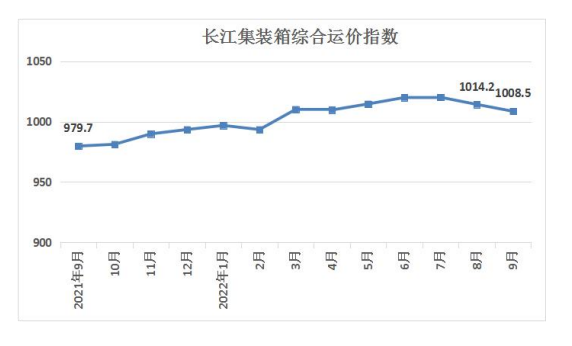 长江集装箱综合运价指数
1050
1000
950
900
979.7
1014.2
1008.5
2021年9月
10月
11月
12月
2022年1月
2月
3月
4月
5月
6月
7月
8月
9月